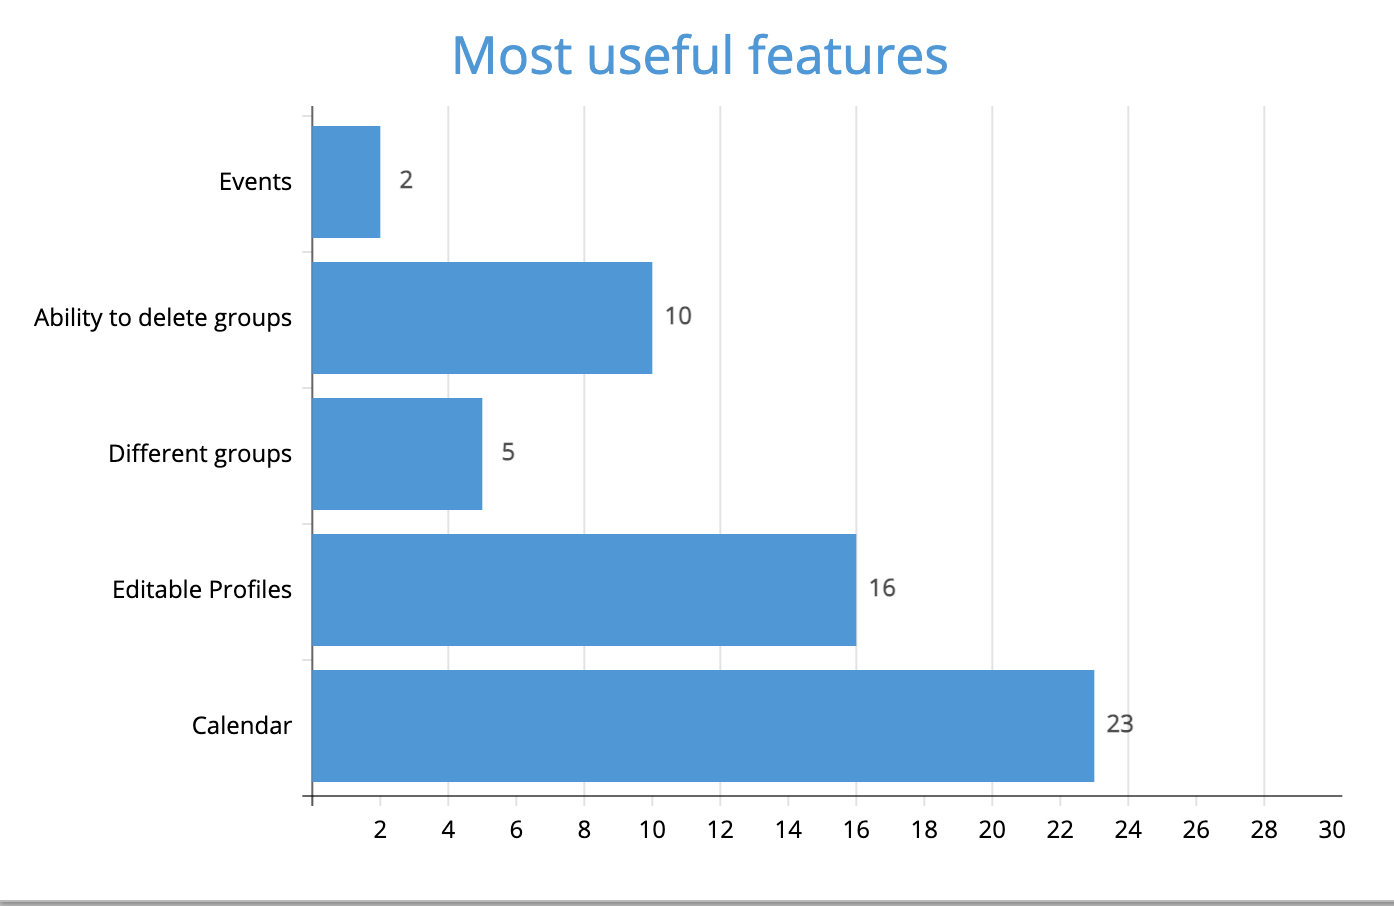 Most useful features
Events
2
Ability to delete groups
10
Different groups
5
Editable Profiles
16
Calendar
23
2 4 6 8 10 12 14 16 18 20 22 24 26 28 30